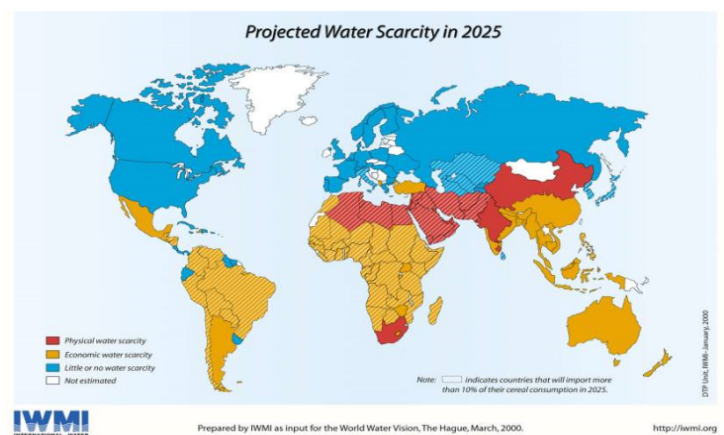 Projected Water Scarcity in 2025
Physical water scarcity
Economic water scarcity
Little or no water scarcity
Not estimated
Note: indicates countries that will import more
than 10% of their cereal consumption in 2025.
DTP Unit, IWMI- January, 2000
IWMI
INTERNATIONAL WATER
Prepared by IWMI as input for the World Water Vision, The Hague, March, 2000.
http://iwmi.org